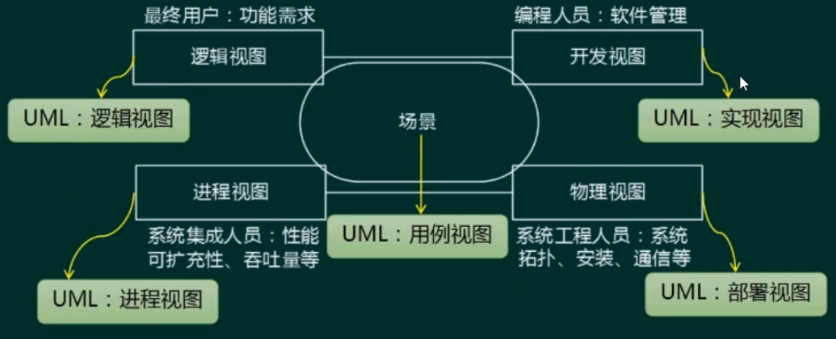 最终用户：功能需求
编程人员：软件管理
逻辑视图
开发视图
UML：逻辑视图
场景
UML：实现视图
进程视图
物理视图
系统集成人员：性能
可扩充性、吞吐量等
UML：用例视图
系统工程人员：系统
拓扑、安装、通信等
UML：进程视图
UML：部署视图